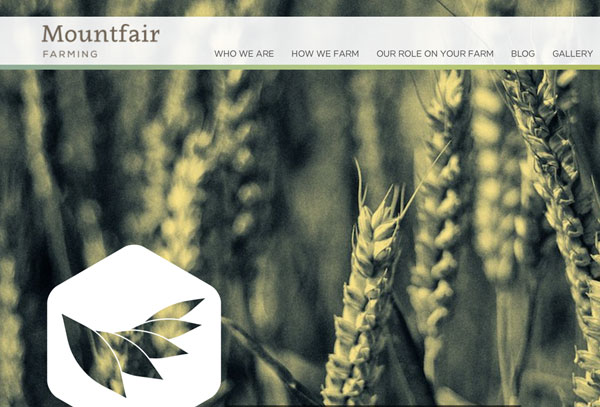 Mountfair
FARMING
WHO WE ARE HOW WE FARM OUR ROLE ON YOUR FARM BLOG GALLERY